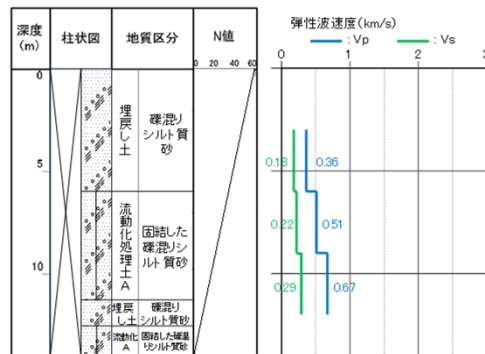 深度
(m)
柱状図
地質区分
N値
0 20 40 60
弾性波速度(km/s)
: Vp
: Vs
0 1 2 3
0
5
10
埋戻し土
礫混り
シルト質
砂
流動化処理土A
固結した
礫混りシ
ルト質砂
埋戻
し土
礫混り
シルト質砂
流動化
A
固結した礫混
りシルト質砂
0.18
0.36
0.22
0.51
0.29
0.67